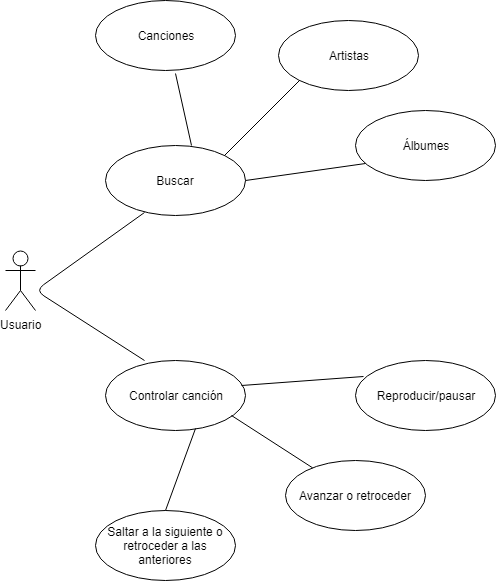 Canciones
Artistas
Álbumes
Buscar
Usuario
Controlar canción
Reproducir/pausar
Avanzar o retroceder
Saltar a la siguiente o
retroceder a las
anteriores